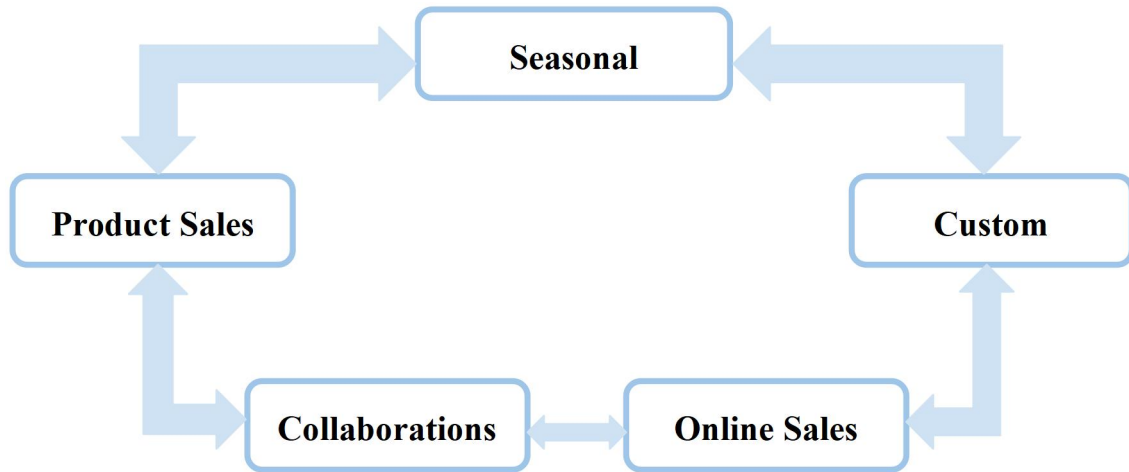 Seasonal
Product Sales
Custom
Collaborations
Online Sales